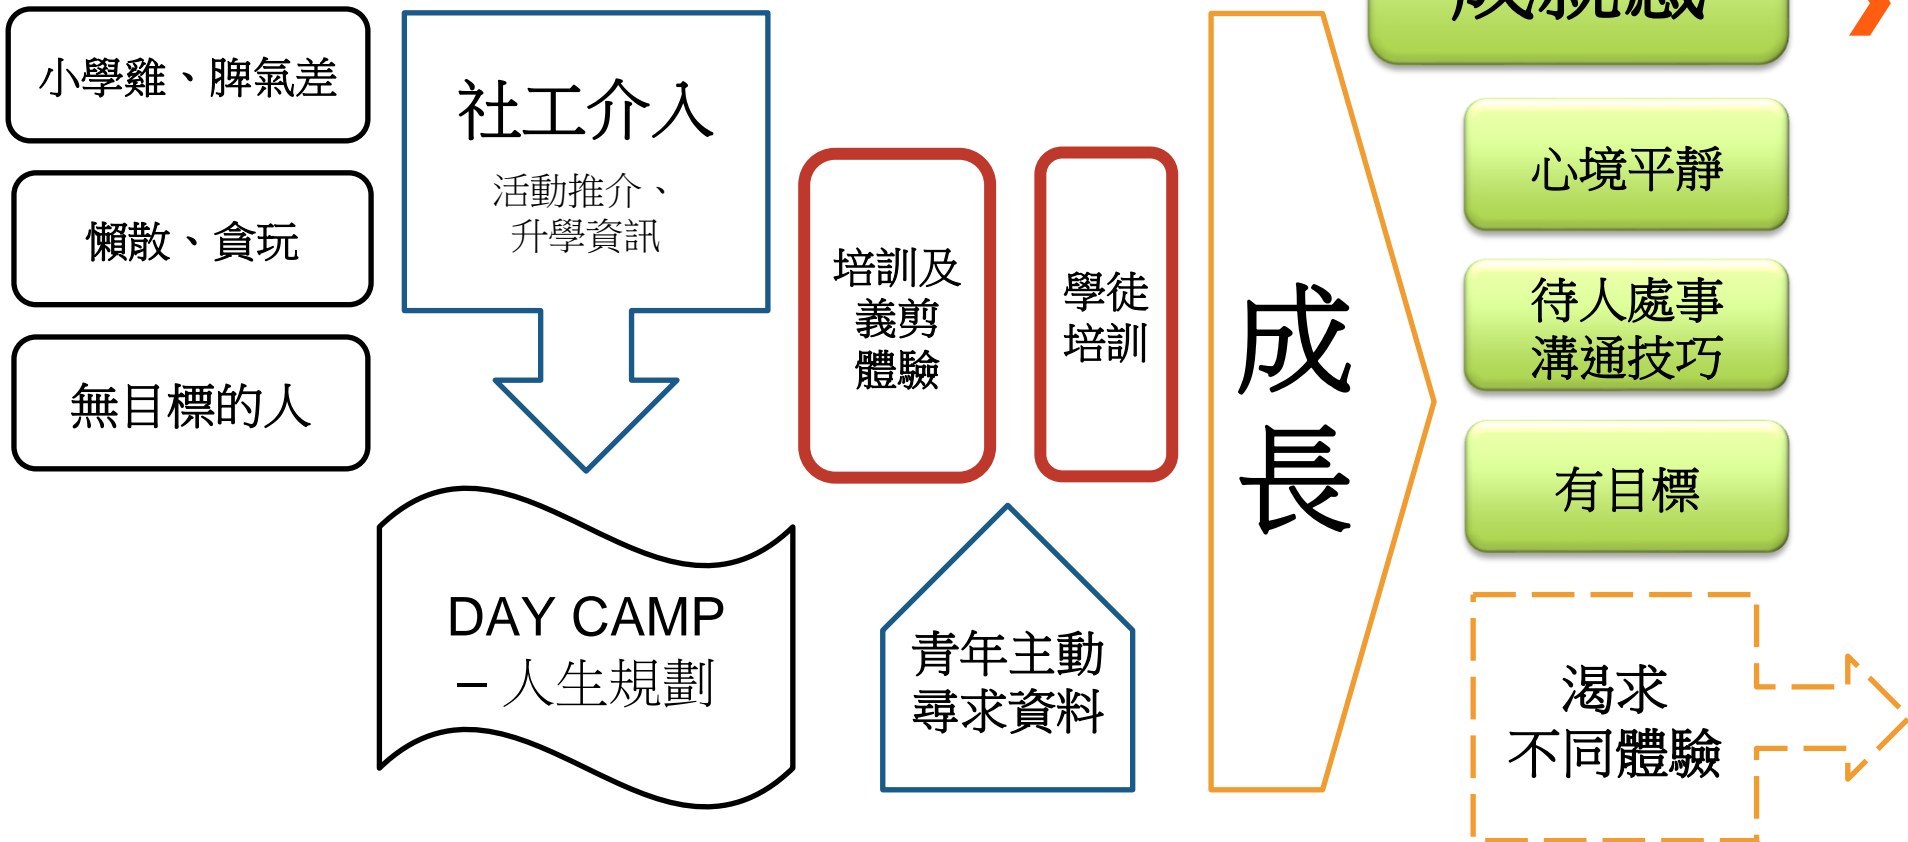 小學雞、脾氣差
懶散、貪玩
無目標的人
社工介入
活動推介、
升學資訊
DAY CAMP
– 人生規劃
培訓及
義剪
體驗
學徒
培訓
青年主動
尋求資料
成
長
成就感
心境平靜
待人處事
溝通技巧
有目標
渴求
不同體驗